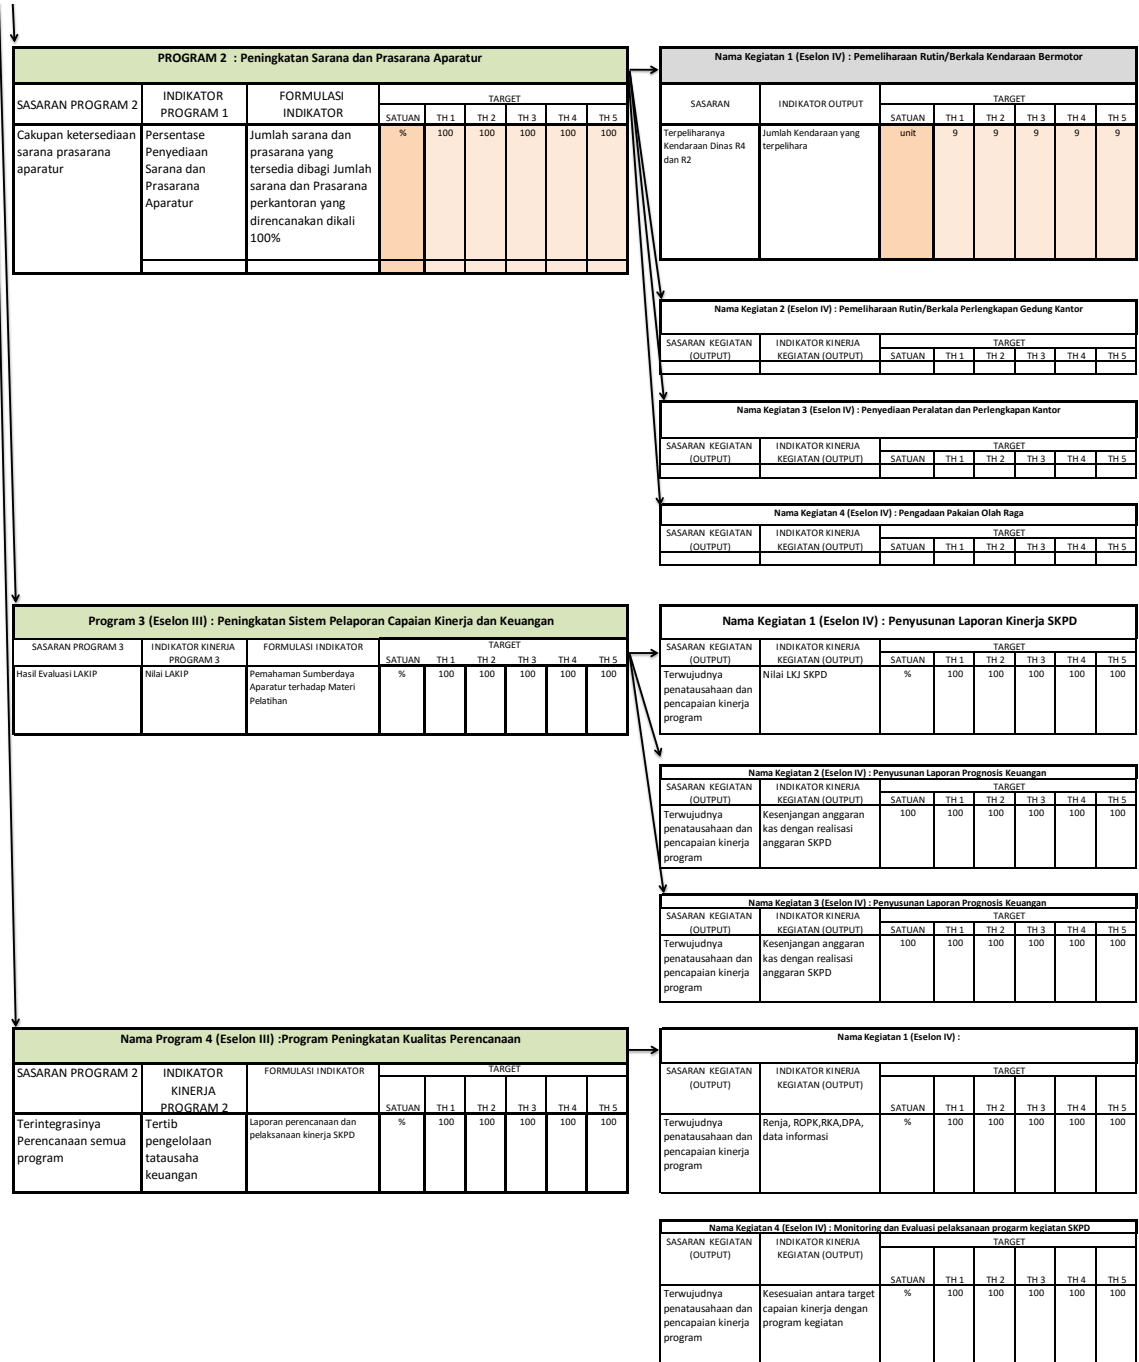 PROGRAM 2 : Peningkatan Sarana dan Prasarana Aparatur
SASARAN PROGRAM 2
INDIKATOR
PROGRAM 1
FORMULASI
INDIKATOR
TARGET
SATUAN TH 1 TH 2 TH 3 TH 4 TH 5
Cakupan ketersediaan
sarana prasarana
aparatur
Persentase
Penyediaan
Sarana dan
Prasarana
Aparatur
Jumlah sarana dan
prasarana yang
tersedia dibagi Jumlah
sarana dan Prasarana
perkantoran yang
direncanakan dikali
100%
% 100 100 100 100 100
Nama Kegiatan 1 (Eselon IV) : Pemeliharaan Rutin/Berkala Kendaraan Bermotor
SASARAN
INDIKATOR OUTPUT
TARGET
SATUAN TH 1 TH 2 TH 3 TH 4 TH 5
Terpeliharanya
Kendaraan Dinas R4
dan R2
Jumlah Kendaraan yang
terpelihara
unit 9 9 9 9 9
Nama Kegiatan 2 (Eselon IV) : Pemeliharaan Rutin/Berkala Perlengkapan Gedung Kantor
SASARAN KEGIATAN
(OUTPUT)
INDIKATOR KINERJA
KEGIATAN (OUTPUT)
TARGET
SATUAN TH 1 TH 2 TH 3 TH 4 TH 5
Nama Kegiatan 3 (Eselon IV) : Penyediaan Peralatan dan Perlengkapan Kantor
SASARAN KEGIATAN
(OUTPUT)
INDIKATOR KINERJA
KEGIATAN (OUTPUT)
TARGET
SATUAN TH 1 TH 2 TH 3 TH 4 TH 5
Nama Kegiatan 4 (Eselon IV) : Pengadaan Pakaian Olah Raga
SASARAN KEGIATAN
(OUTPUT)
INDIKATOR KINERJA
KEGIATAN (OUTPUT)
TARGET
SATUAN TH 1 TH 2 TH 3 TH 4 TH 5
Program 3 (Eselon III) : Peningkatan Sistem Pelaporan Capaian Kinerja dan Keuangan
SASARAN PROGRAM 3
INDIKATOR KINERJA
PROGRAM 3
FORMULASI INDIKATOR
TARGET
SATUAN TH 1 TH 2 TH 3 TH 4 TH 5
Hasil Evaluasi LAKIP
Nilai LAKIP
Pemahaman Sumberdaya
Aparatur terhadap Materi
Pelatihan
% 100 100 100 100 100
Nama Kegiatan 1 (Eselon IV) : Penyusunan Laporan Kinerja SKPD
SASARAN KEGIATAN
(OUTPUT)
INDIKATOR KINERJA
KEGIATAN (OUTPUT)
TARGET
SATUAN TH 1 TH 2 TH 3 TH 4 TH 5
Terwujudnya
penatausahaan dan
pencapaian kinerja
program
Nilai LKJ SKPD
% 100 100 100 100 100
Nama Kegiatan 2 (Eselon IV) : Penyusunan Laporan Prognosis Keuangan
SASARAN KEGIATAN
(OUTPUT)
INDIKATOR KINERJA
KEGIATAN (OUTPUT)
TARGET
SATUAN TH 1 TH 2 TH 3 TH 4 TH 5
Terwujudnya
penatausahaan dan
pencapaian kinerja
program
Kesenjangan anggaran
kas dengan realisasi
anggaran SKPD
100 100 100 100 100 100
Nama Kegiatan 3 (Eselon IV) : Penyusunan Laporan Prognosis Keuangan
SASARAN KEGIATAN
(OUTPUT)
INDIKATOR KINERJA
KEGIATAN (OUTPUT)
TARGET
SATUAN TH 1 TH 2 TH 3 TH 4 TH 5
Terwujudnya
penatausahaan dan
pencapaian kinerja
program
Kesenjangan anggaran
kas dengan realisasi
anggaran SKPD
100 100 100 100 100 100
Nama Program 4 (Eselon III) :Program Peningkatan Kualitas Perencanaan
SASARAN PROGRAM 2
INDIKATOR
KINERJA
PROGRAM 2
FORMULASI INDIKATOR
TARGET
SATUAN TH 1 TH 2 TH 3 TH 4 TH 5
Terintegrasinya
Perencanaan semua
program
Tertib
pengelolaan
tatausaha
keuangan
Laporan perencanaan dan
pelaksanaan kinerja SKPD
% 100 100 100 100 100
Nama Kegiatan 1 (Eselon IV) :
SASARAN KEGIATAN
(OUTPUT)
INDIKATOR KINERJA
KEGIATAN (OUTPUT)
TARGET
SATUAN TH 1 TH 2 TH 3 TH 4 TH 5
Terwujudnya
penatausahaan dan
pencapaian kinerja
program
Renja, ROPK,RKA,DPA,
data informasi
% 100 100 100 100 100
Nama Kegiatan 4 (Eselon IV) : Monitoring dan Evaluasi pelaksanaan progarm kegiatan SKPD
SASARAN KEGIATAN
(OUTPUT)
INDIKATOR KINERJA
KEGIATAN (OUTPUT)
TARGET
SATUAN TH 1 TH 2 TH 3 TH 4 TH 5
Terwujudnya
penatausahaan dan
pencapaian kinerja
program
Kesesuaian antara target
capaian kinerja dengan
program kegiatan
% 100 100 100 100 100